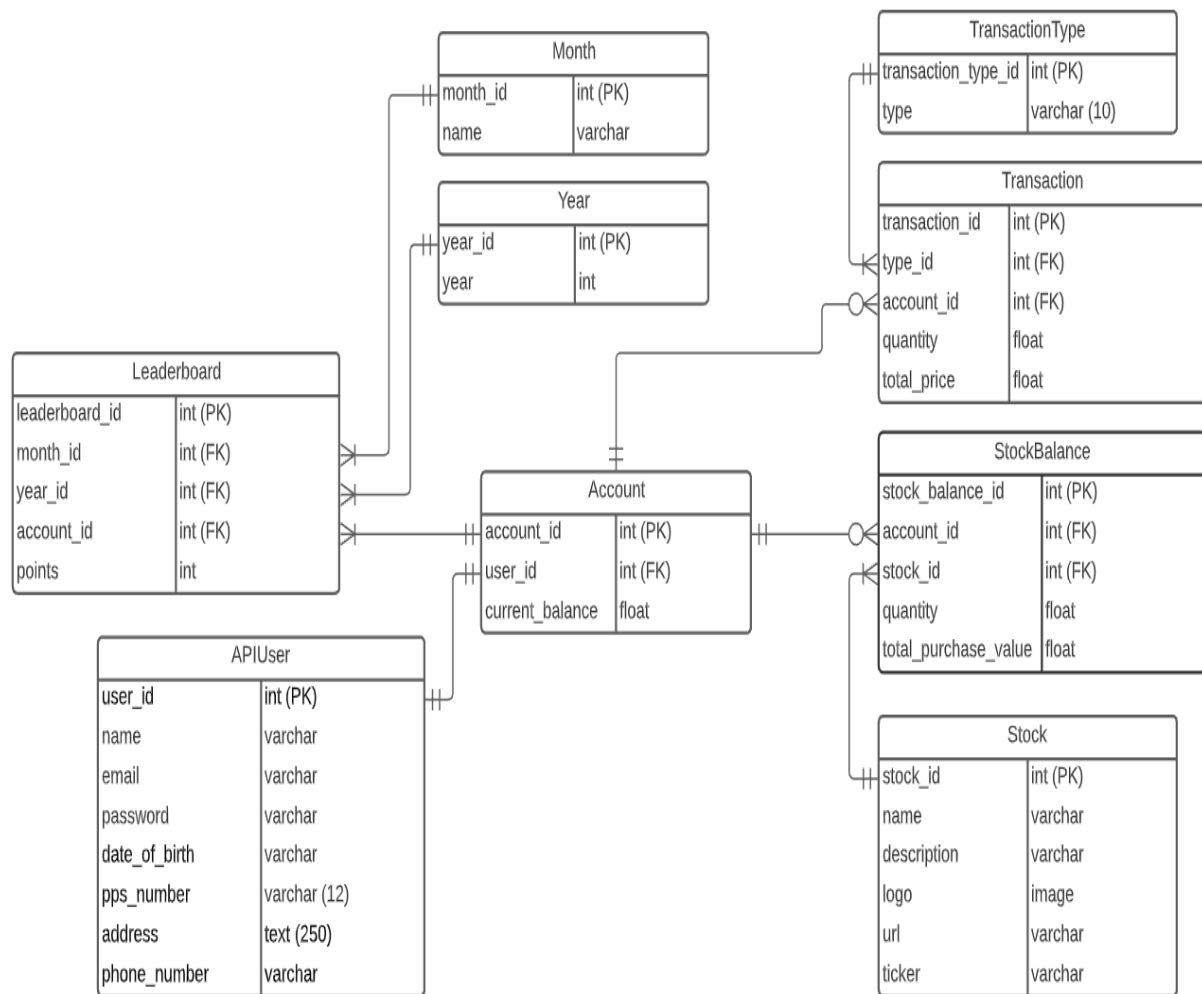 Month
month_id int (PK)
name varchar
Year
year_id int (PK)
year int
TransactionType
transaction_type_id int (PK)
type varchar (10)
Transaction
transaction_id int (PK)
type_id int (FK)
account_id int (FK)
quantity float
total_price float
Leaderboard
leaderboard_id int (PK)
month_id int (FK)
year_id int (FK)
account_id int (FK)
points int
Account
account_id int (PK)
user_id int (FK)
current_balance float
StockBalance
stock_balance_id int (PK)
account_id int (FK)
stock_id int (FK)
quantity float
total_purchase_value float
APIUser
user_id int (PK)
name varchar
email varchar
password varchar
date_of_birth varchar
pps_number varchar (12)
address text (250)
phone_number varchar
Stock
stock_id int (PK)
name varchar
description varchar
logo image
url varchar
ticker varchar